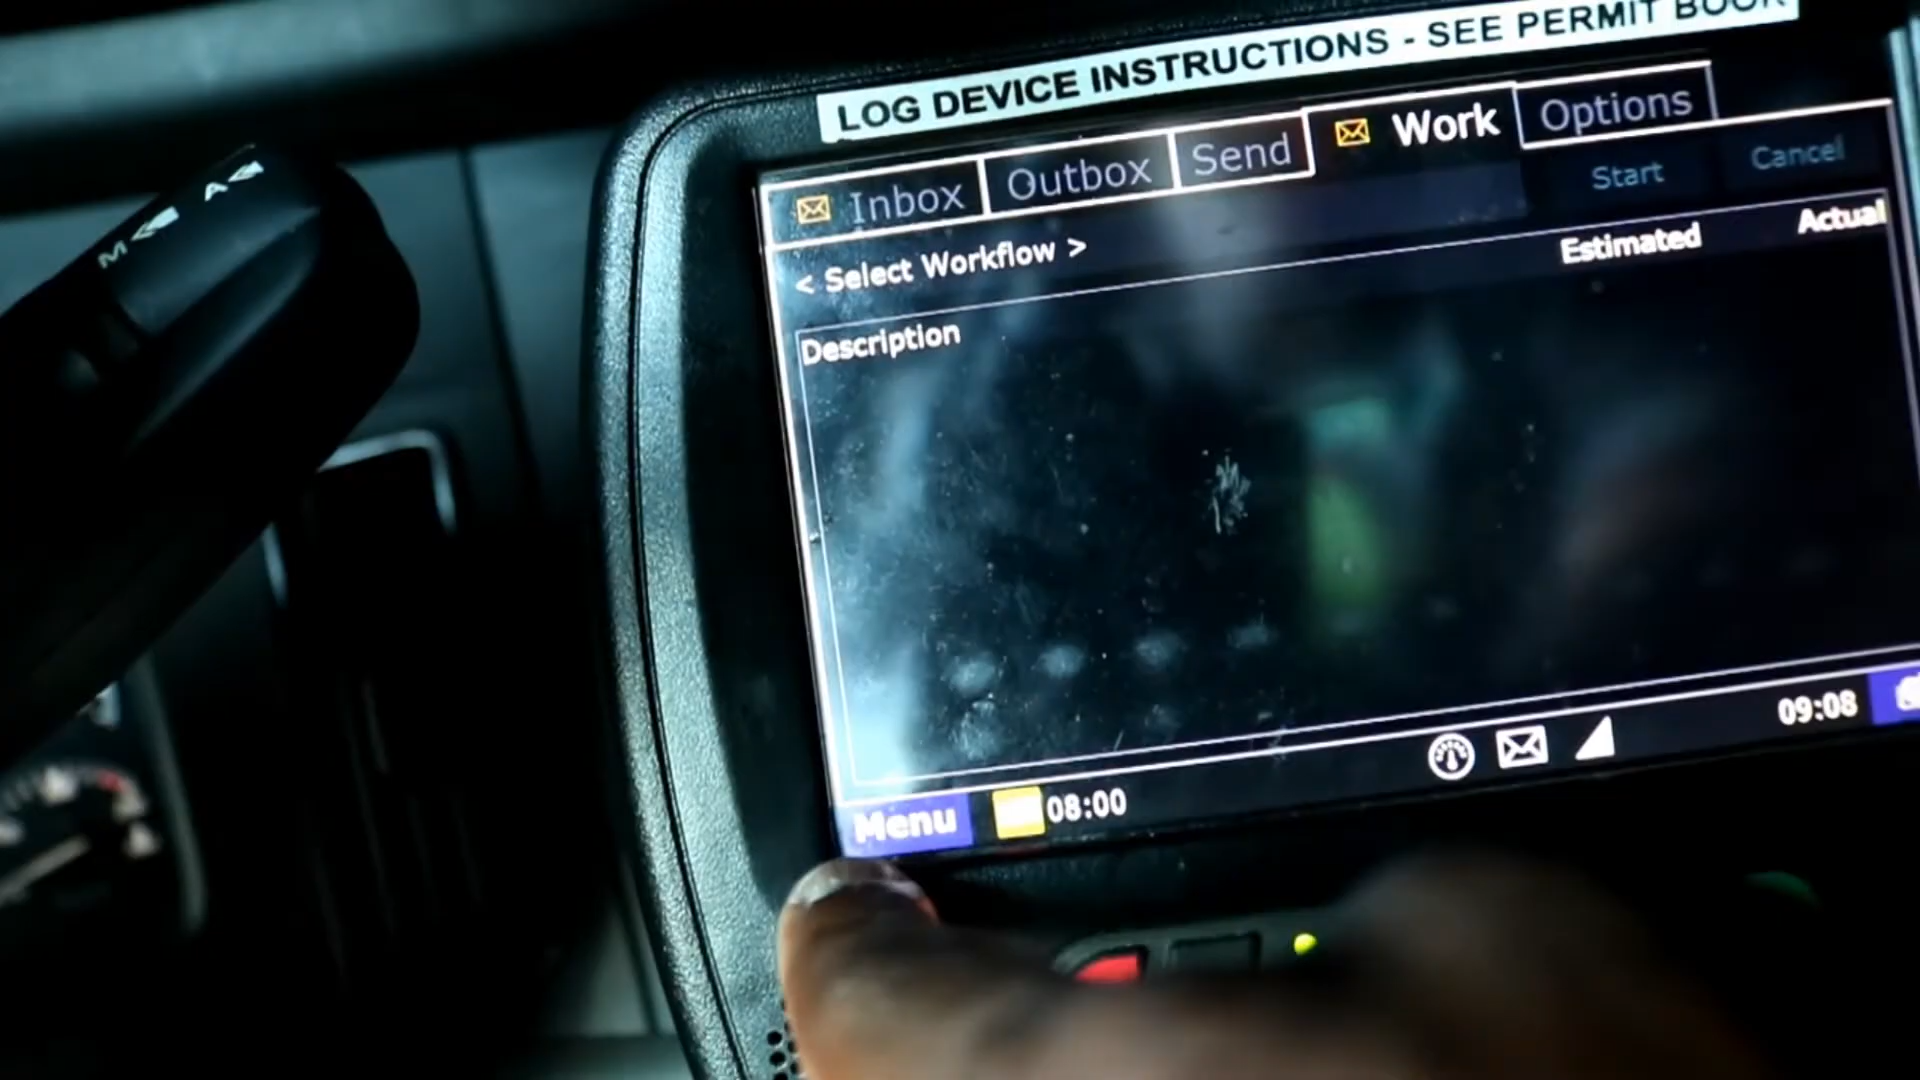 LOG DEVICE INSTRUCTIONS - SEE PERMIT BOOK
Inbox Outbox Send Work Options
Start Cancel
< Select Workflow > Estimated Actual
Description
09:08
Menu 08:00
M A